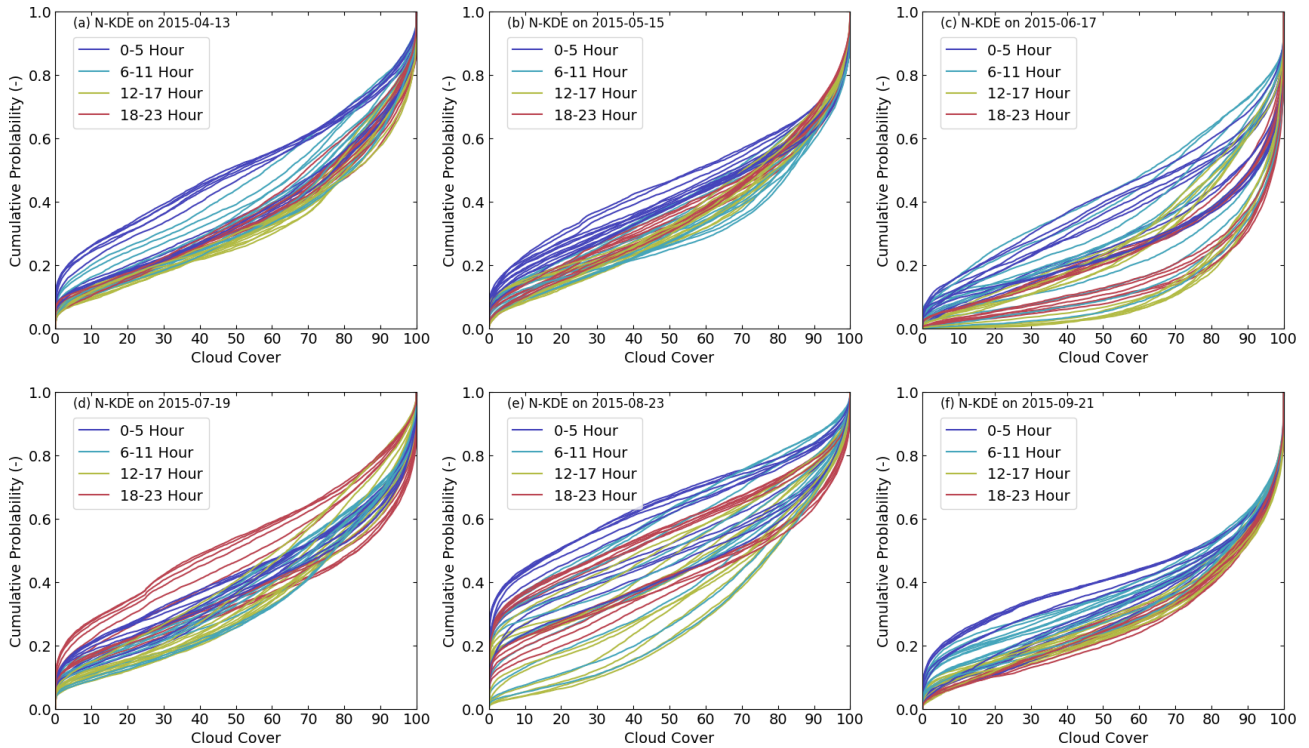 (a) N-KDE on 2015-04-13
0-5 Hour
6-11 Hour
12-17 Hour
18-23 Hour
Cumulative Problability (-)
0.0
0.2
0.4
0.6
0.8
1.0
0 10 20 30 40 50 60 70 80 90 100
Cloud Cover
(b) N-KDE on 2015-05-15
0-5 Hour
6-11 Hour
12-17 Hour
18-23 Hour
Cumulative Problability (-)
0.0
0.2
0.4
0.6
0.8
1.0
0 10 20 30 40 50 60 70 80 90 100
Cloud Cover
(c) N-KDE on 2015-06-17
0-5 Hour
6-11 Hour
12-17 Hour
18-23 Hour
Cumulative Problability (-)
0.0
0.2
0.4
0.6
0.8
1.0
0 10 20 30 40 50 60 70 80 90 100
Cloud Cover
(d) N-KDE on 2015-07-19
0-5 Hour
6-11 Hour
12-17 Hour
18-23 Hour
Cumulative Problability (-)
0.0
0.2
0.4
0.6
0.8
1.0
0 10 20 30 40 50 60 70 80 90 100
Cloud Cover
(e) N-KDE on 2015-08-23
0-5 Hour
6-11 Hour
12-17 Hour
18-23 Hour
Cumulative Problability (-)
0.0
0.2
0.4
0.6
0.8
1.0
0 10 20 30 40 50 60 70 80 90 100
Cloud Cover
(f) N-KDE on 2015-09-21
0-5 Hour
6-11 Hour
12-17 Hour
18-23 Hour
Cumulative Problability (-)
0.0
0.2
0.4
0.6
0.8
1.0
0 10 20 30 40 50 60 70 80 90 100
Cloud Cover